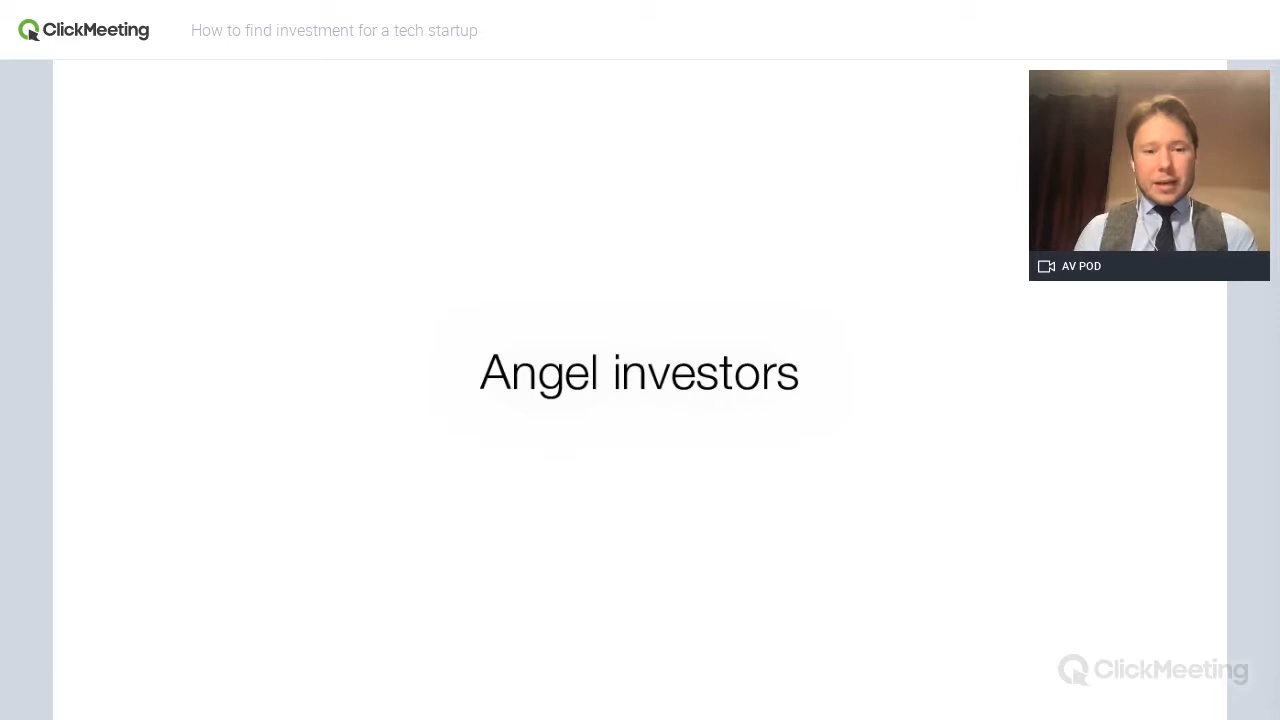 ClickMeeting
How to find investment for a tech startup
AV POD
Angel investors
ClickMeeting